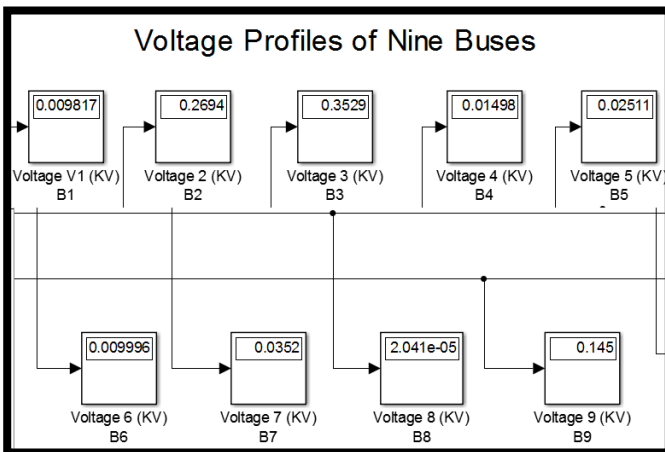 Voltage Profiles of Nine Buses
0.009817
0.2694
0.3529
0.01498
0.02511
Voltage V1 (KV)
B1
Voltage 2 (KV)
B2
Voltage 3 (KV)
B3
Voltage 4 (KV)
B4
Voltage 5 (KV)
B5
0.009996
0.0352
2.041e-05
0.145
Voltage 6 (KV)
B6
Voltage 7 (KV)
B7
Voltage 8 (KV)
B8
Voltage 9 (KV)
B9